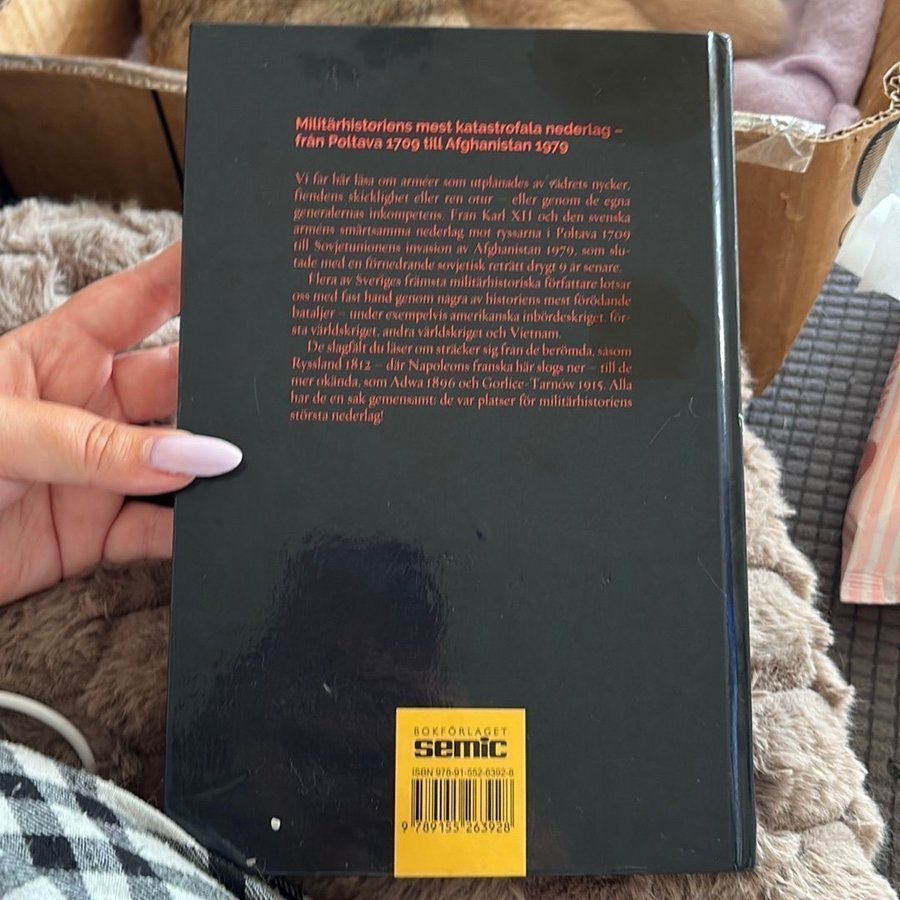 Militärhistoriens mest katastrofala nederlag –
från Poltava 1709 till Afghanistan 1979
Vi får här läsa om arméer som utplånades av vädrets nycker,
fiendens skicklighet eller ren otur – eller genom de egna
generalernas inkompetens. Från Karl XII och den svenska
arméns smärtsamma nederlag mot ryssarna i Poltava 1709
till Sovjetunionens invasion av Afghanistan 1979, som slu-
tade med en förnedrande sovjetisk reträtt drygt 9 år senare.
Flera av Sveriges främsta militärhistoriska författare lotsar
oss med fast hand genom några av historiens mest förödande
bataljer – under exempelvis amerikanska inbördeskriget, för-
sta världskriget, andra världskriget och Vietnam.
De slagfält du läser om sträcker sig från de berömda, såsom
Ryssland 1812 – där Napoleons franska här slogs ner – till de
mer okända, som Adwa 1896 och Gorlice-Tarnów 1915. Alla
har de en sak gemensamt: de var platser för militärhistoriens
största nederlag!
BOKFÖRLAGET
semic
ISBN 978-91-552-6392-8
9 789155 263928